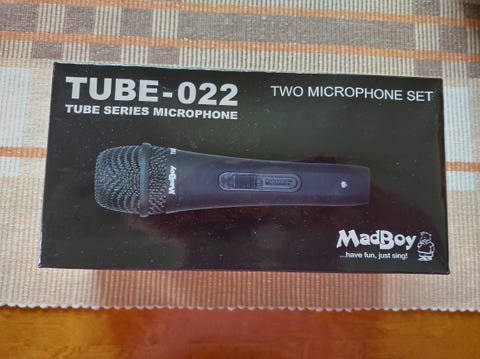 TUBE-022
TUBE SERIES MICROPHONE
TWO MICROPHONE SET
MadBoy
MadBoy
...have fun, just sing!